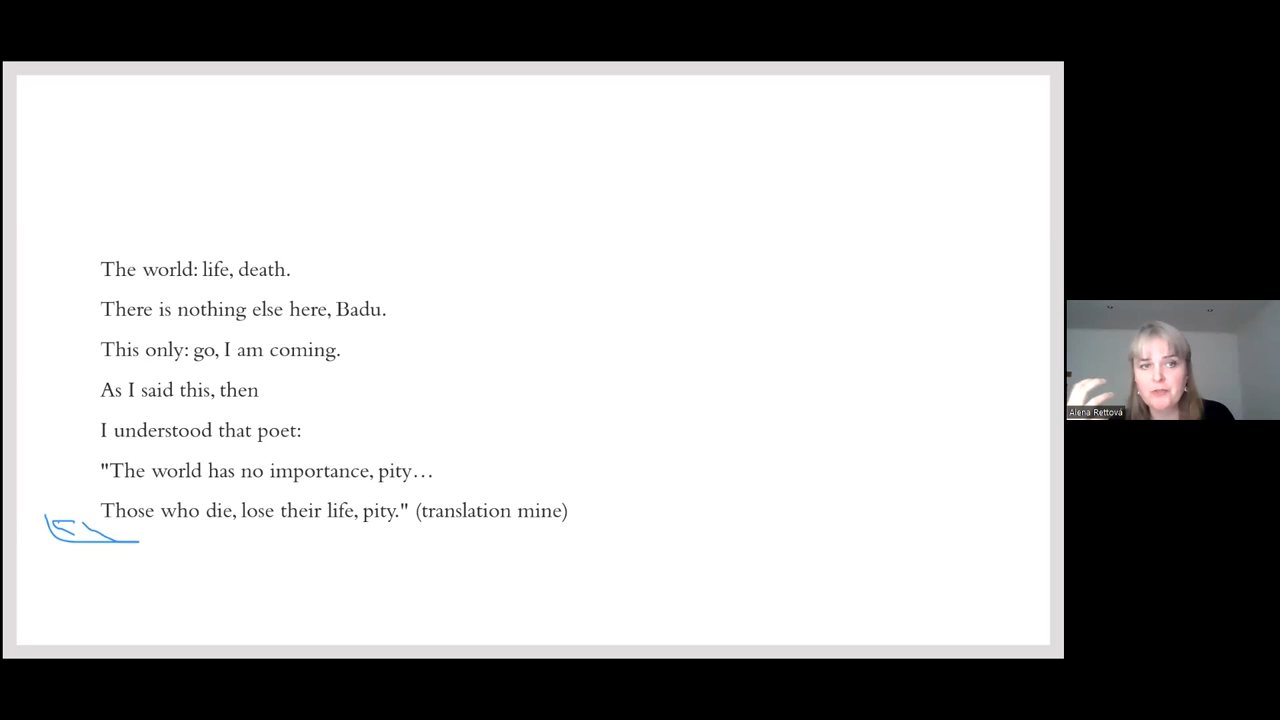 The world: life, death.
There is nothing else here, Badu.
This only: go, I am coming.
As I said this, then
I understood that poet:
"The world has no importance, pity…
Those who die, lose their life, pity." (translation mine)
Alena Rettová